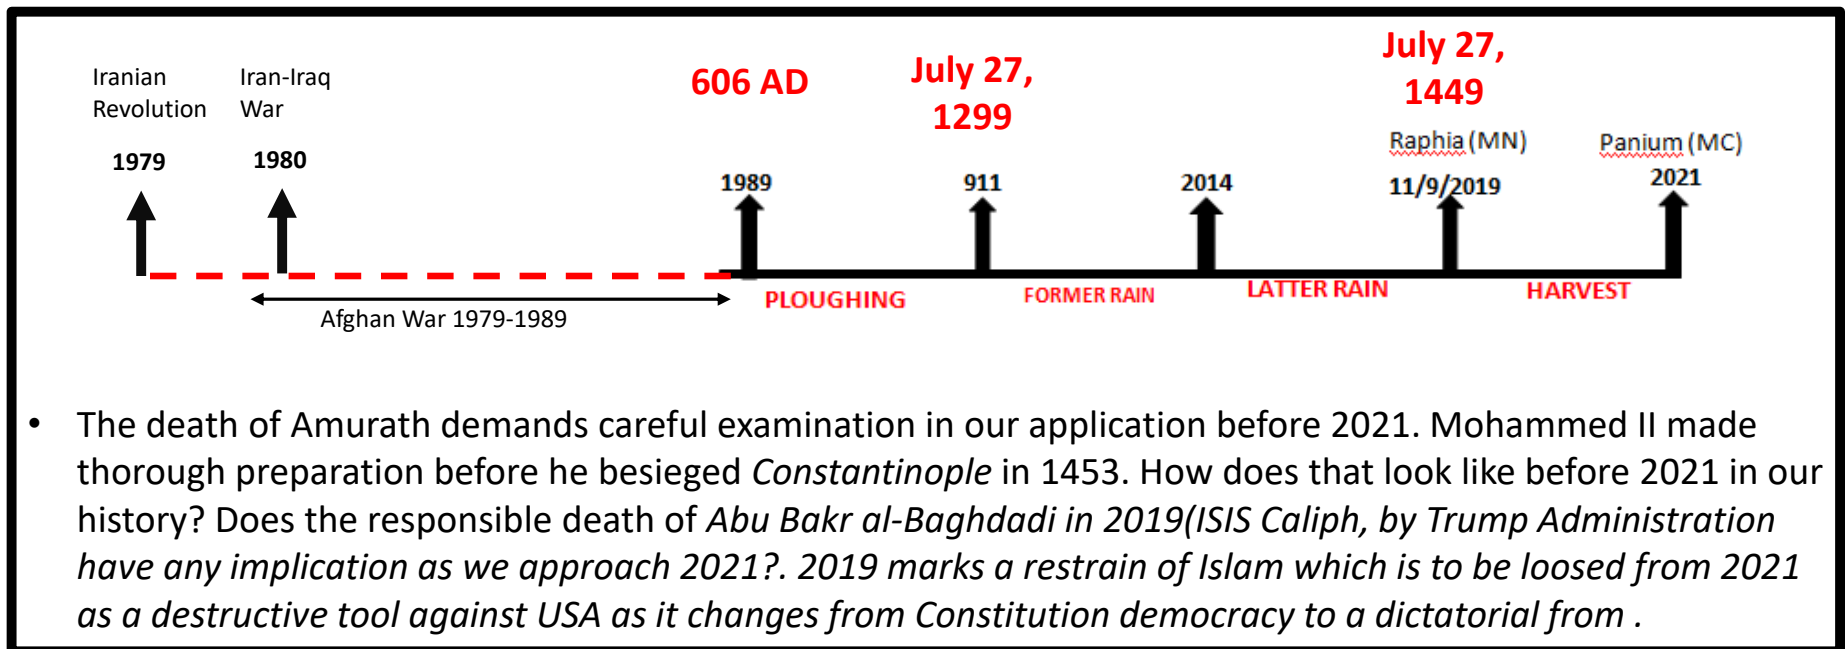 Iranian
Revolution
1979
Iran-Iraq
War
1980
606 AD
1989
July 27,
1299
911
2014
July 27,
1449
Raphia (MN)
11/9/2019
Panium (MC)
2021
PLOUGHING
FORMER RAIN
LATTER RAIN
HARVEST
Afghan War 1979-1989
• The death of Amurath demands careful examination in our application before 2021. Mohammed II made
thorough preparation before he besieged Constantinople in 1453. How does that look like before 2021 in our
history? Does the responsible death of Abu Bakr al-Baghdadi in 2019(ISIS Caliph, by Trump Administration
have any implication as we approach 2021?. 2019 marks a restrain of Islam which is to be loosed from 2021
as a destructive tool against USA as it changes from Constitution democracy to a dictatorial from .